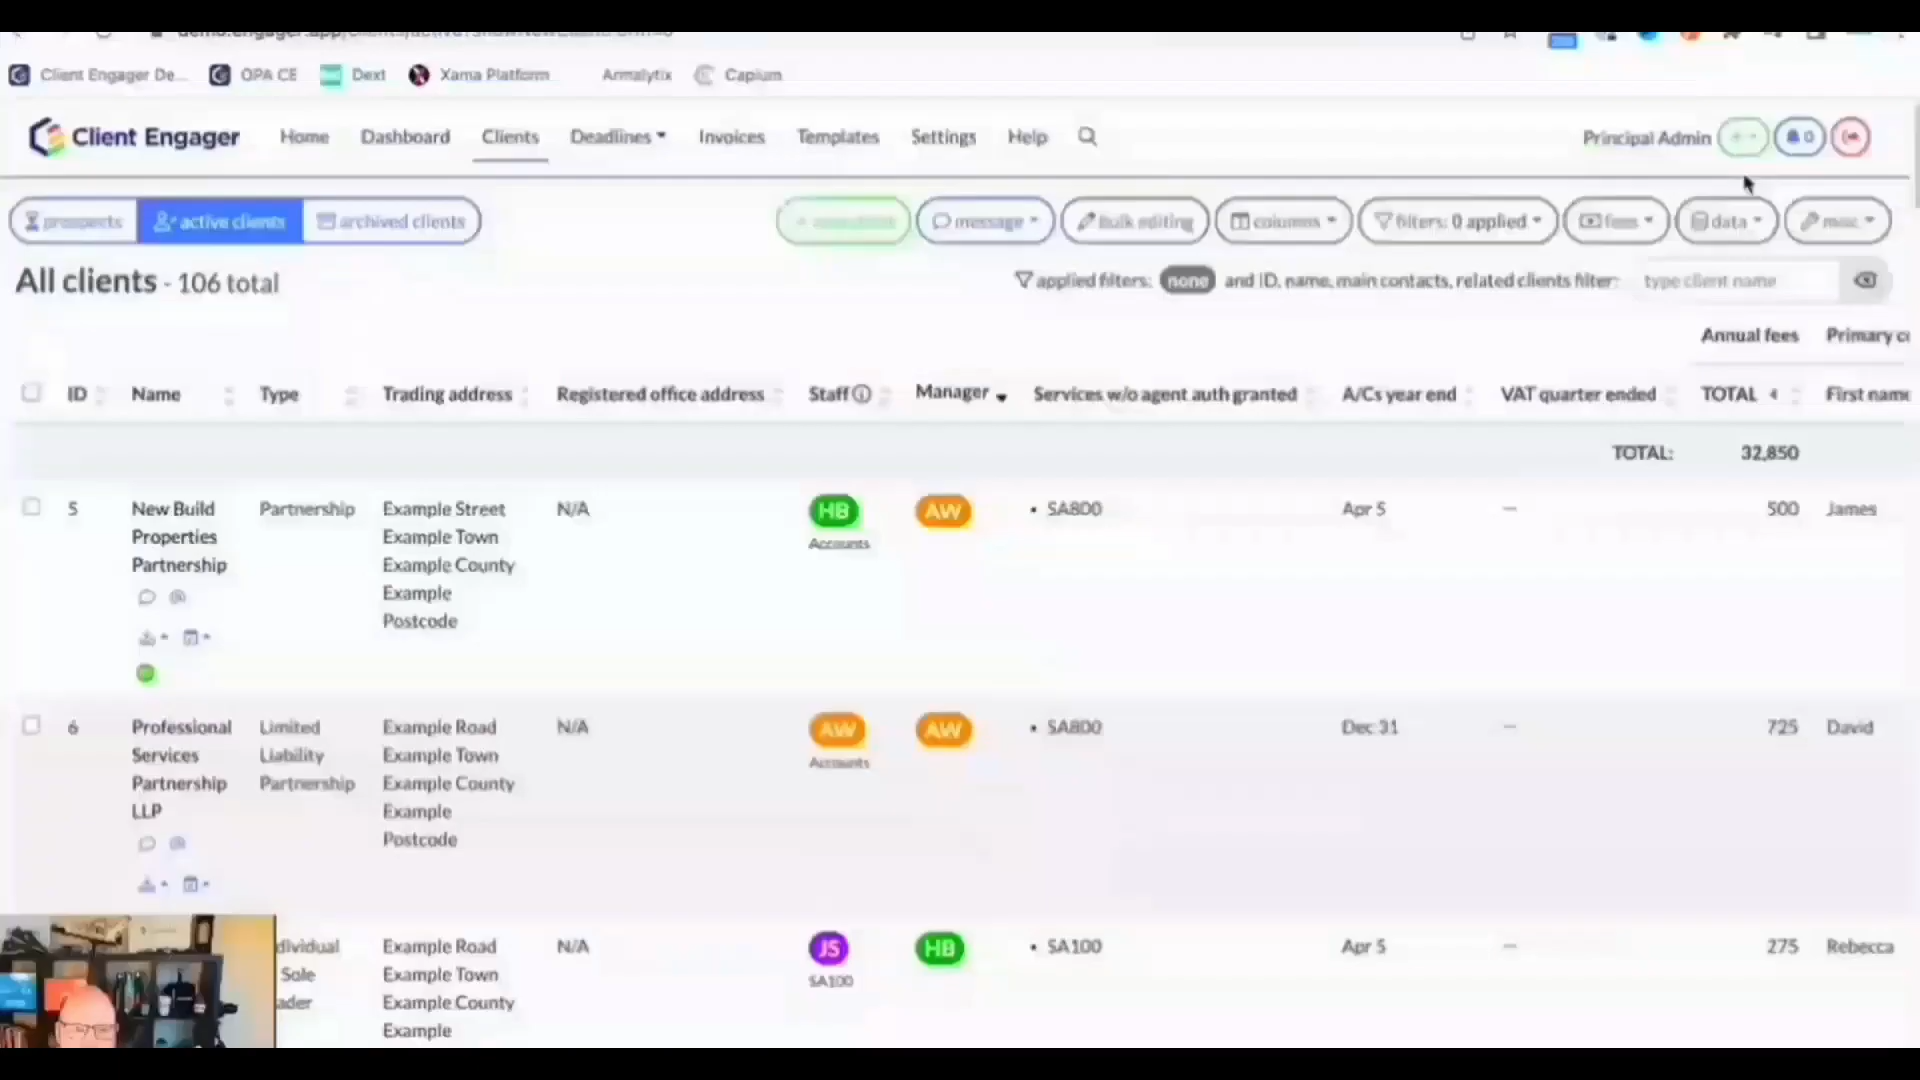 Client Engager De... OPA CE Dext Xama Platform Armalytix Capium
Client Engager Home Dashboard Clients Deadlines Invoices Templates Settings Help Principal Admin 0
prospects active clients archived clients message bulk editing columns filters: 0 applied fees data misc
All clients - 106 total applied filters: none and ID, name, main contacts, related clients filter: type client name
Annual fees Primary co
ID Name Type Trading address Registered office address Staff Manager Services w/o agent auth granted A/Cs year end VAT quarter ended TOTAL First name
TOTAL: 32,850
5 New Build Partnership Example Street N/A HB AW • SA800 Apr 5 — 500 James
Properties Example Town Accounts
Partnership Example County
Example
Postcode
6 Professional Limited Example Road N/A AW AW • SA800 Dec 31 — 725 David
Services Liability Example Town Accounts
Partnership Partnership Example County
LLP Example
Postcode
dividual Example Road N/A JS HB • SA100 Apr 5 — 275 Rebecca
Sole Example Town SA100
ader Example County
Example